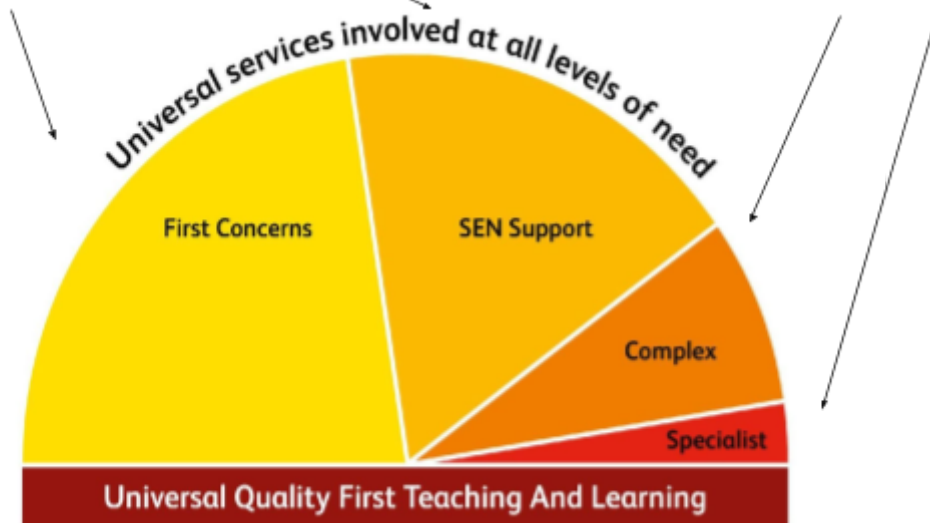 Universal services involved at all levels of need
First Concerns
SEN Support
Complex
Specialist
Universal Quality First Teaching And Learning